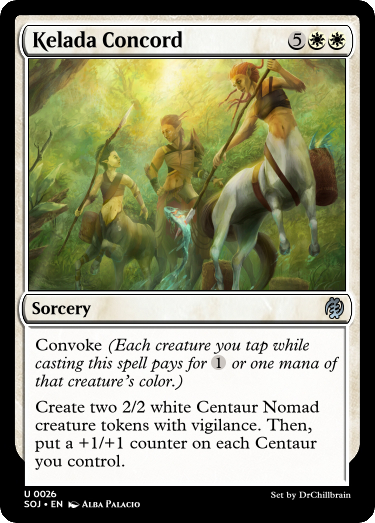 Kelada Concord 5
Sorcery
Convoke (Each creature you tap while
casting this spell pays for 1 or one mana of
that creature's color.)
Create two 2/2 white Centaur Nomad
creature tokens with vigilance. Then,
put a +1/+1 counter on each Centaur
you control.
U 0026
SOJ • EN Alba Palacio
Set by DrChillbrain